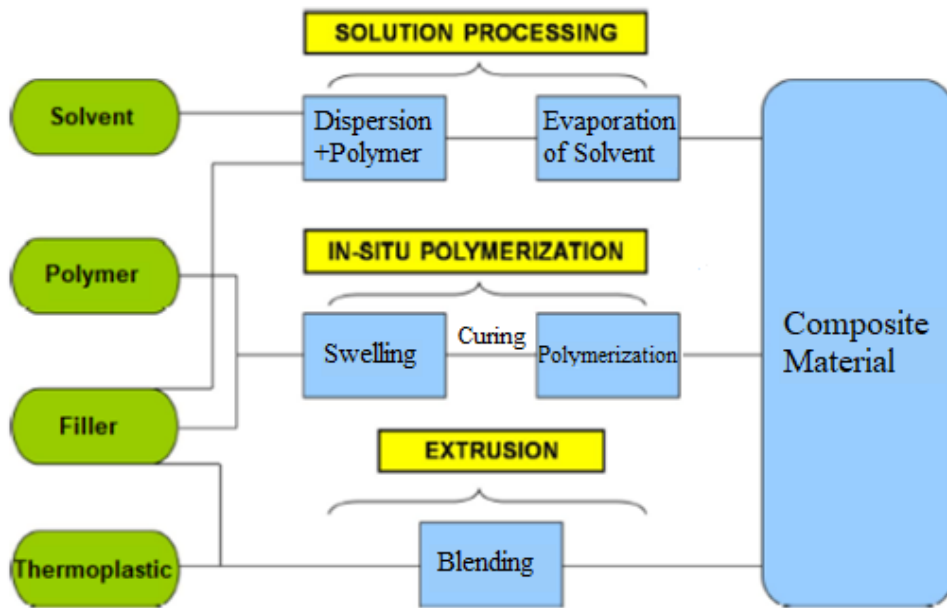 SOLUTION PROCESSING
Solvent
Dispersion
+Polymer
Evaporation
of Solvent
Polymer
IN-SITU POLYMERIZATION
Swelling
Curing
Polymerization
Composite
Material
Filler
EXTRUSION
Thermoplastic
Blending